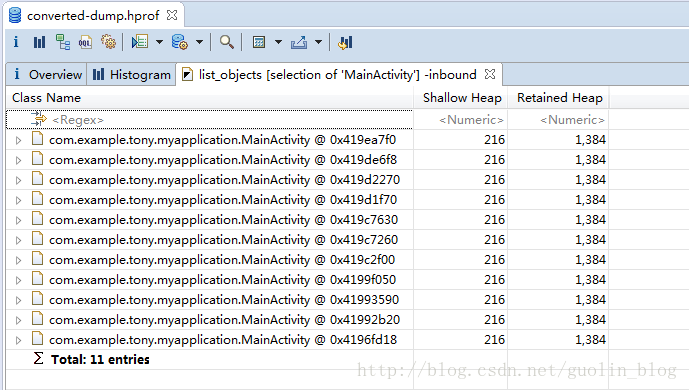 converted-dump.hprof
Overview Histogram list_objects [selection of 'MainActivity'] -inbound
Class Name Shallow Heap Retained Heap
<Regex> <Numeric> <Numeric>
com.example.tony.myapplication.MainActivity @ 0x419ea7f0 216 1,384
com.example.tony.myapplication.MainActivity @ 0x419de6f8 216 1,384
com.example.tony.myapplication.MainActivity @ 0x419d2270 216 1,384
com.example.tony.myapplication.MainActivity @ 0x419d1f70 216 1,384
com.example.tony.myapplication.MainActivity @ 0x419c7630 216 1,384
com.example.tony.myapplication.MainActivity @ 0x419c7260 216 1,384
com.example.tony.myapplication.MainActivity @ 0x419c2f00 216 1,384
com.example.tony.myapplication.MainActivity @ 0x4199f050 216 1,384
com.example.tony.myapplication.MainActivity @ 0x41993590 216 1,384
com.example.tony.myapplication.MainActivity @ 0x41992b20 216 1,384
com.example.tony.myapplication.MainActivity @ 0x4196fd18 216 1,384
Σ Total: 11 entries
http://blog.csdn.net/guolin_blog